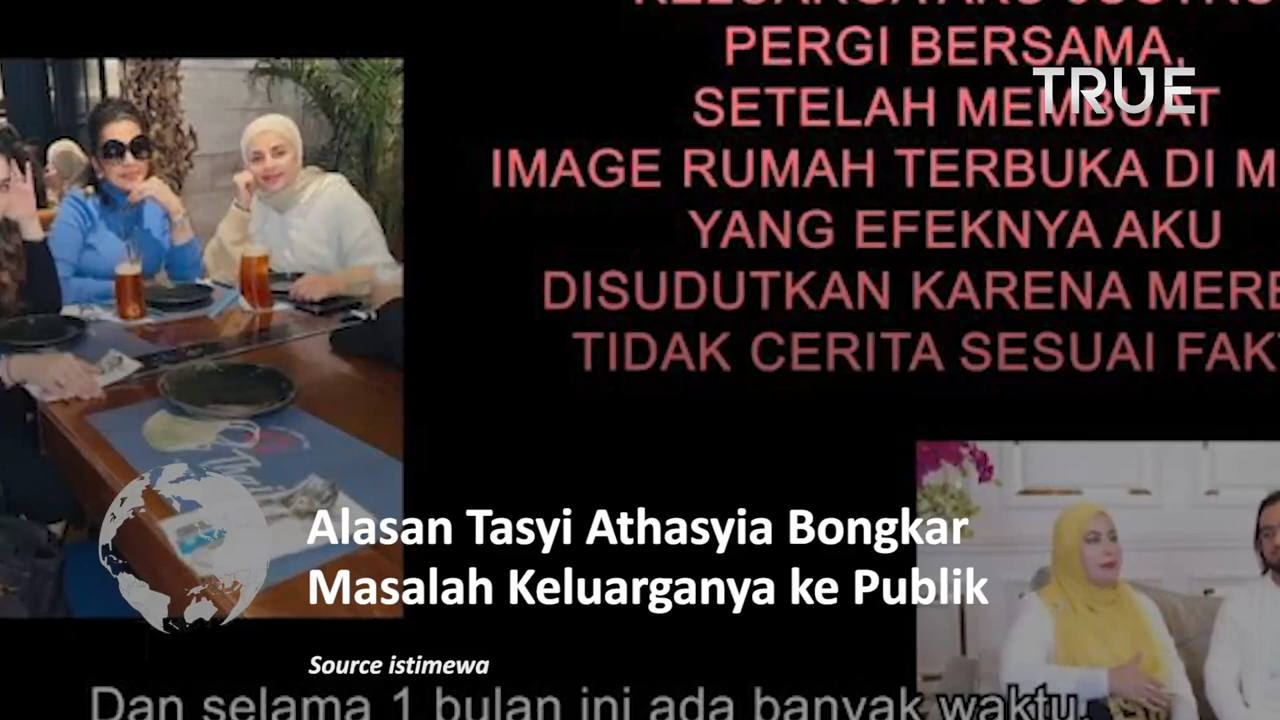 PERGI BERSAMA,
TRUE
SETELAH MEMBUAT
IMAGE RUMAH TERBUKA DI
YANG EFEKNYA AKU
DISUDUTKAN KARENA
TIDAK CERITA SESUAI
Alasan Tasyi Athasyia Bongkar
Masalah Keluarganya ke Publik
Source istimewa
Dan selama 1 bulan ini ada banyak waktu,